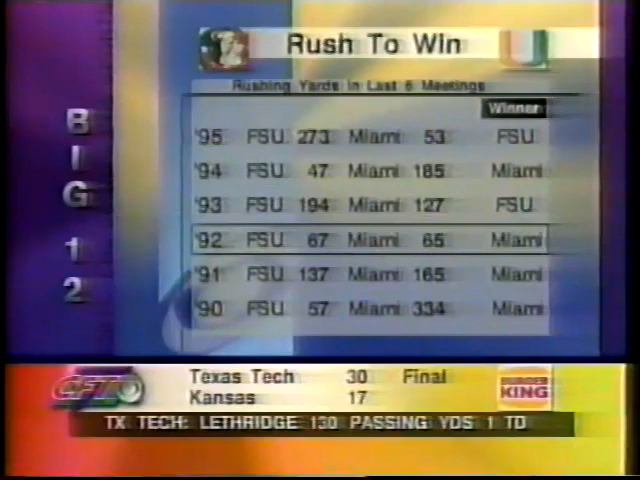 Rush To Win
Rushing Yards In Last 6 Meetings
Winner
'95 FSU 273 Miami 53 FSU
'94 FSU 47 Miami 185 Miami
'93 FSU 194 Miami 127 FSU
'92 FSU 67 Miami 65 Miami
'91 FSU 137 Miami 165 Miami
'90 FSU 57 Miami 334 Miami
BIG 12
Texas Tech 30 Final
Kansas 17
BURGER
KING
TX TECH: LETHRIDGE 130 PASSING YDS 1 TD